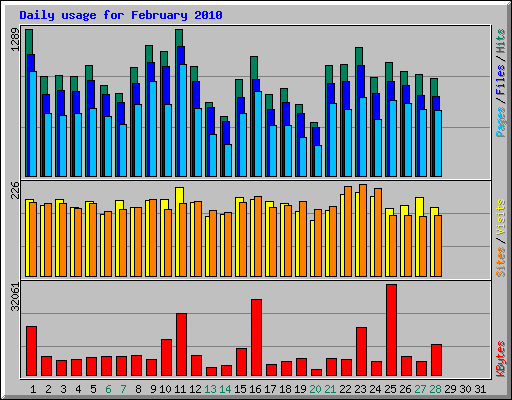 Daily usage for February 2010
1289
Pages / Files / Hits
226
Sites / Visits
32061
KBytes
1 2 3 4 5 6 7 8 9 10 11 12 13 14 15 16 17 18 19 20 21 22 23 24 25 26 27 28 29 30 31